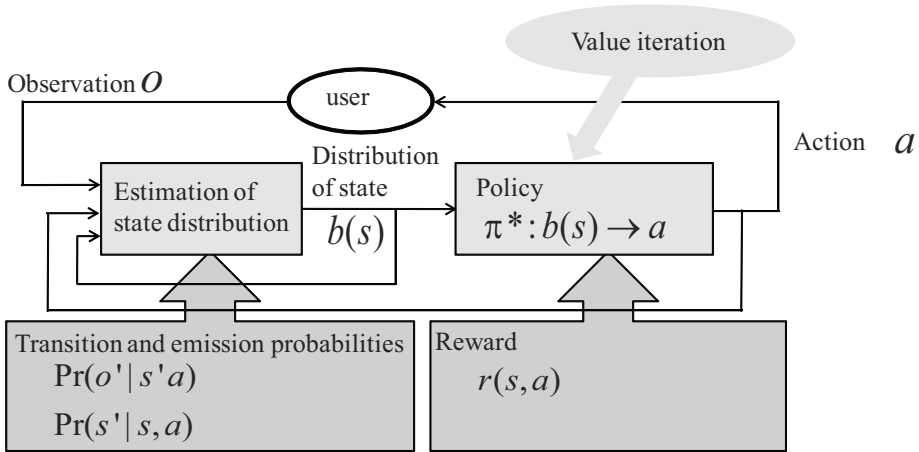 Value iteration
Observation O
user
Action a
Distribution
of state
b(s)
Estimation of
state distribution
Policy
π*: b(s) → a
Transition and emission probabilities
Pr(o'| s'a)
Pr(s'| s, a)
Reward
r(s, a)